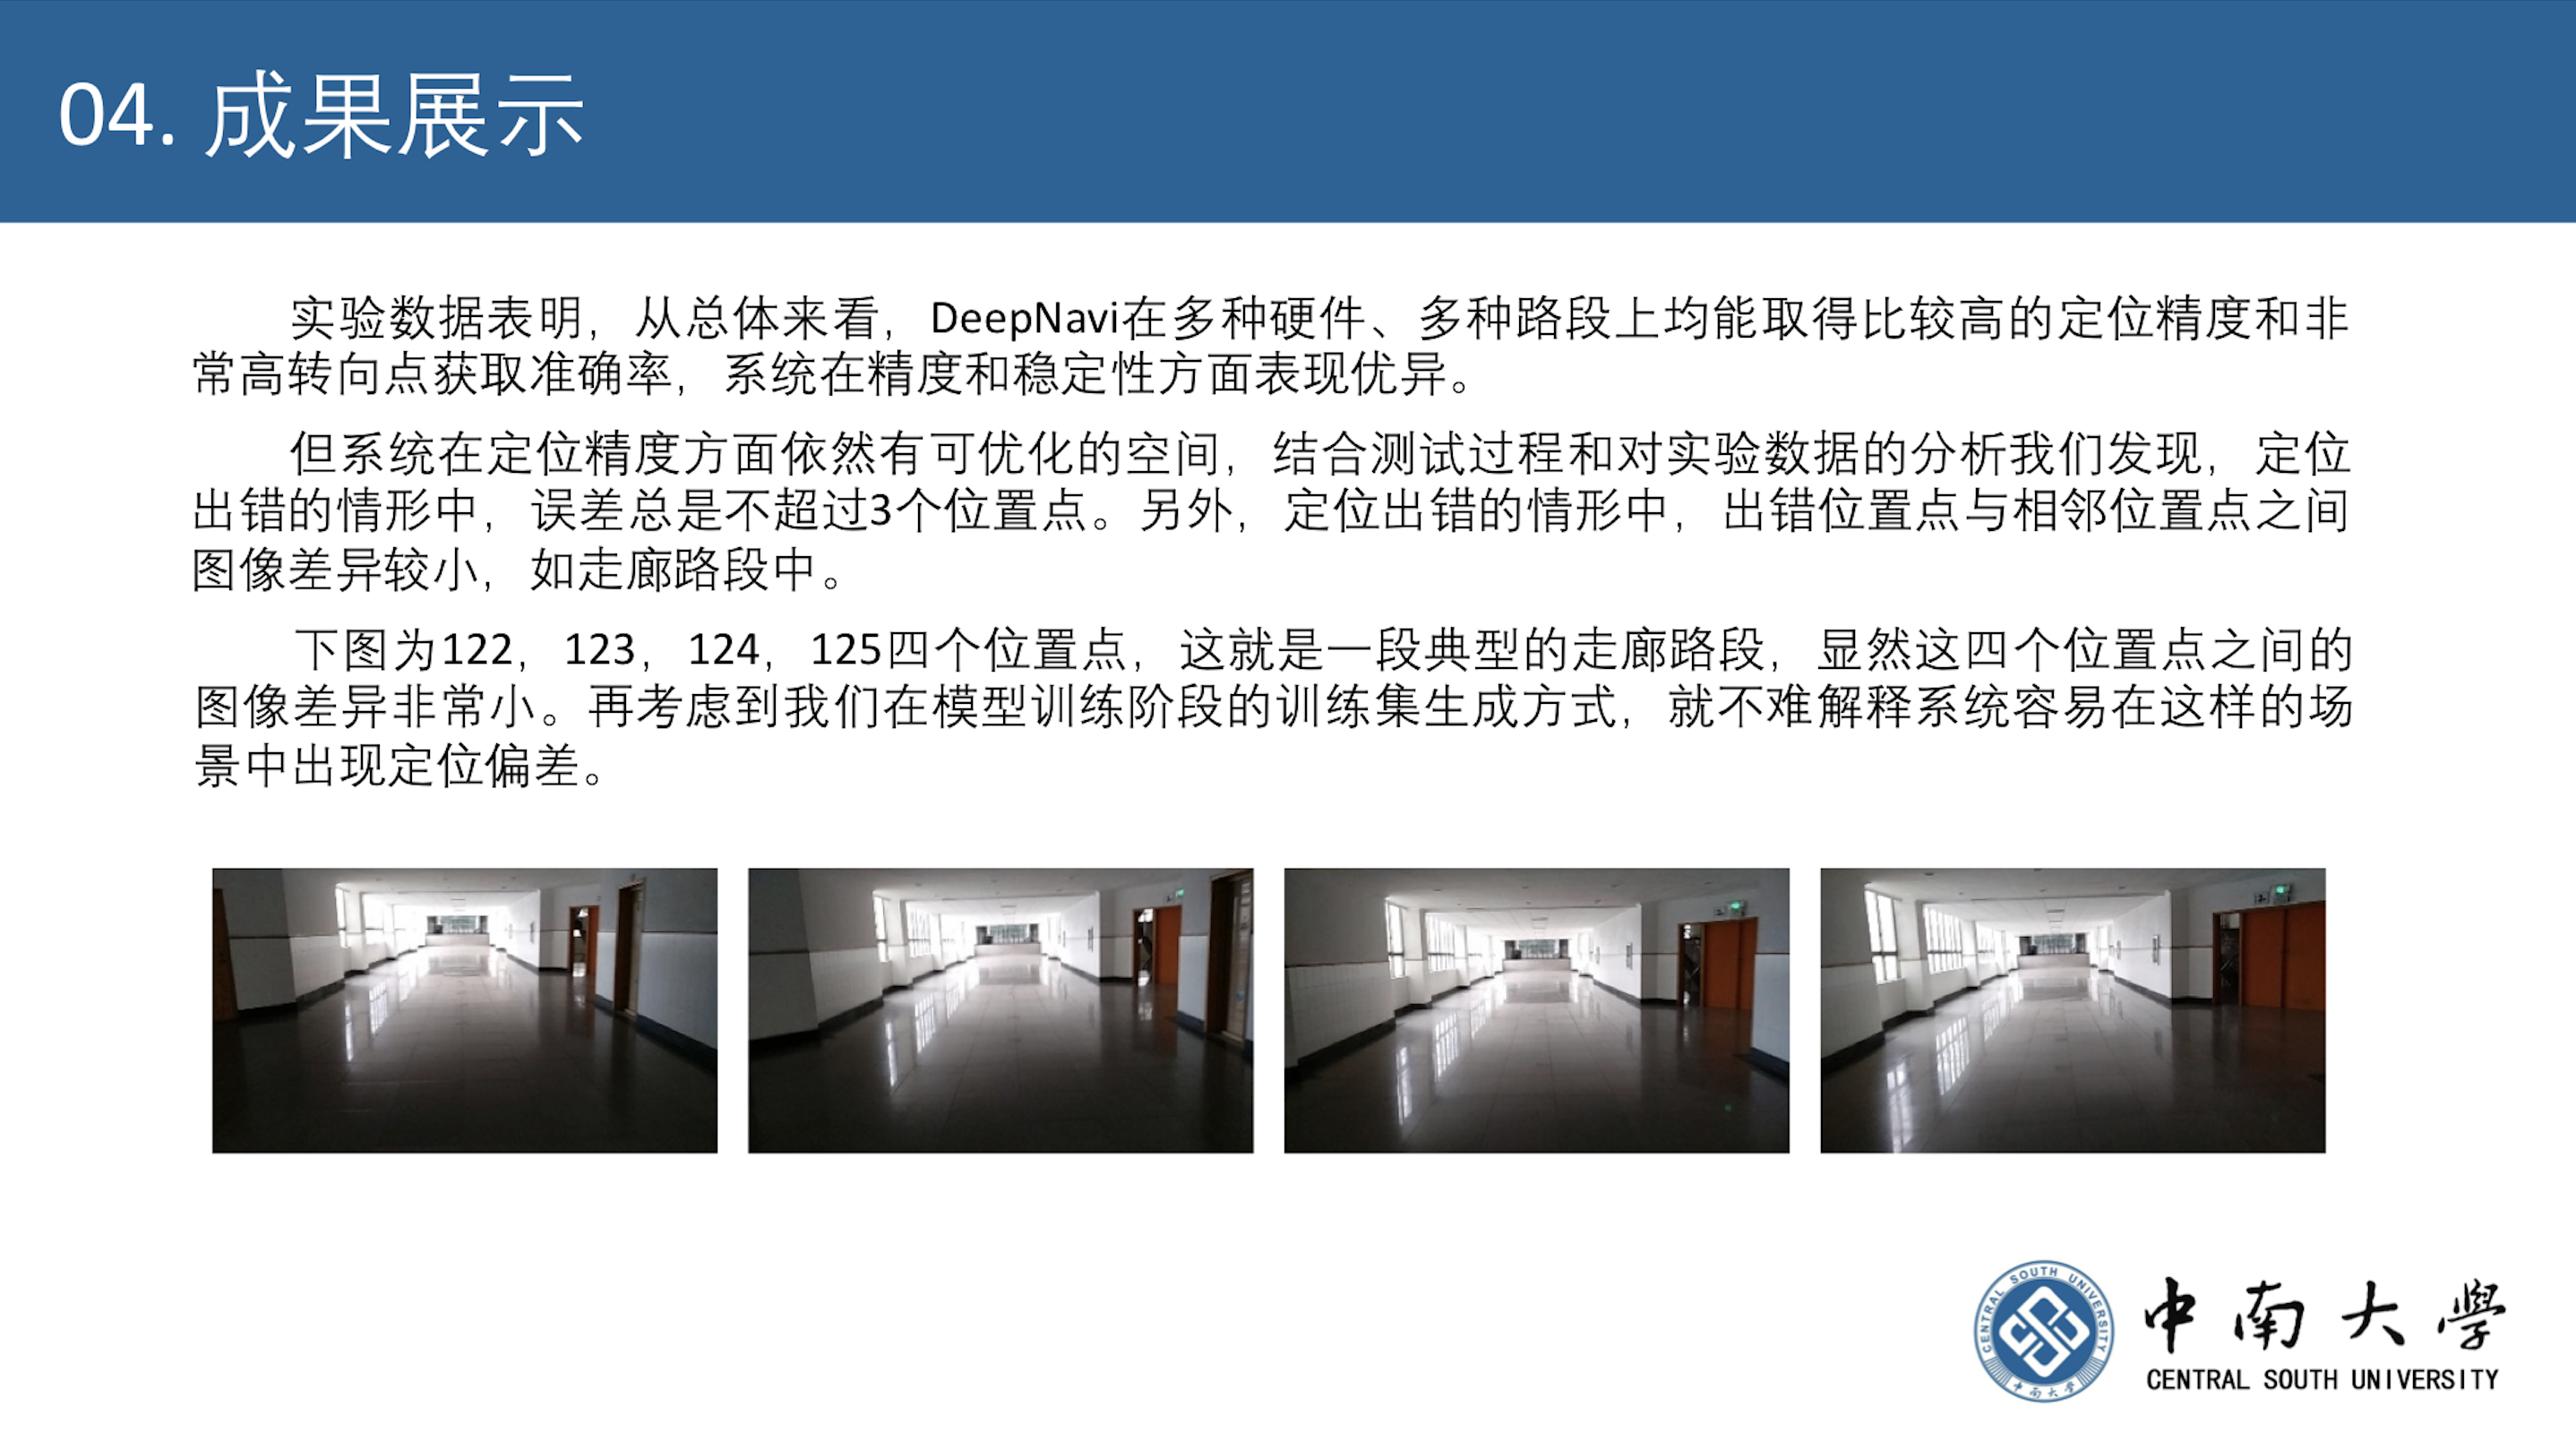 04. 成果展示
实验数据表明，从总体来看，DeepNavi在多种硬件、多种路段上均能取得比较高的定位精度和非
常高转向点获取准确率，系统在精度和稳定性方面表现优异。
但系统在定位精度方面依然有可优化的空间，结合测试过程和对实验数据的分析我们发现，定位
出错的情形中，误差总是不超过3个位置点。另外，定位出错的情形中，出错位置点与相邻位置点之间
图像差异较小，如走廊路段中。
下图为122，123，124，125四个位置点，这就是一段典型的走廊路段，显然这四个位置点之间的
图像差异非常小。再考虑到我们在模型训练阶段的训练集生成方式，就不难解释系统容易在这样的场
景中出现定位偏差。
CENTRAL SOUTH UNIVERSITY
中南大学
中南大學
CENTRAL SOUTH UNIVERSITY